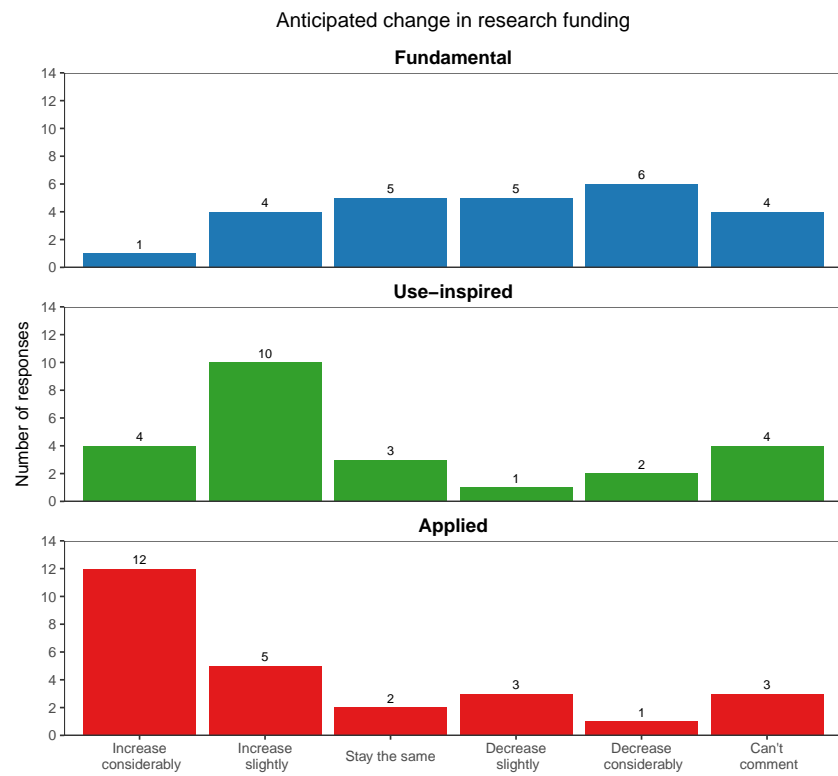 Anticipated change in research funding
Fundamental
14
12
10
8
6
4
2
0
1
4
5
5
6
4
Use−inspired
Number of responses
14
12
10
8
6
4
2
0
4
10
3
1
2
4
Applied
14
12
10
8
6
4
2
0
12
5
2
3
1
3
Increase
considerably
Increase
slightly
Stay the same
Decrease
slightly
Decrease
considerably
Can't
comment